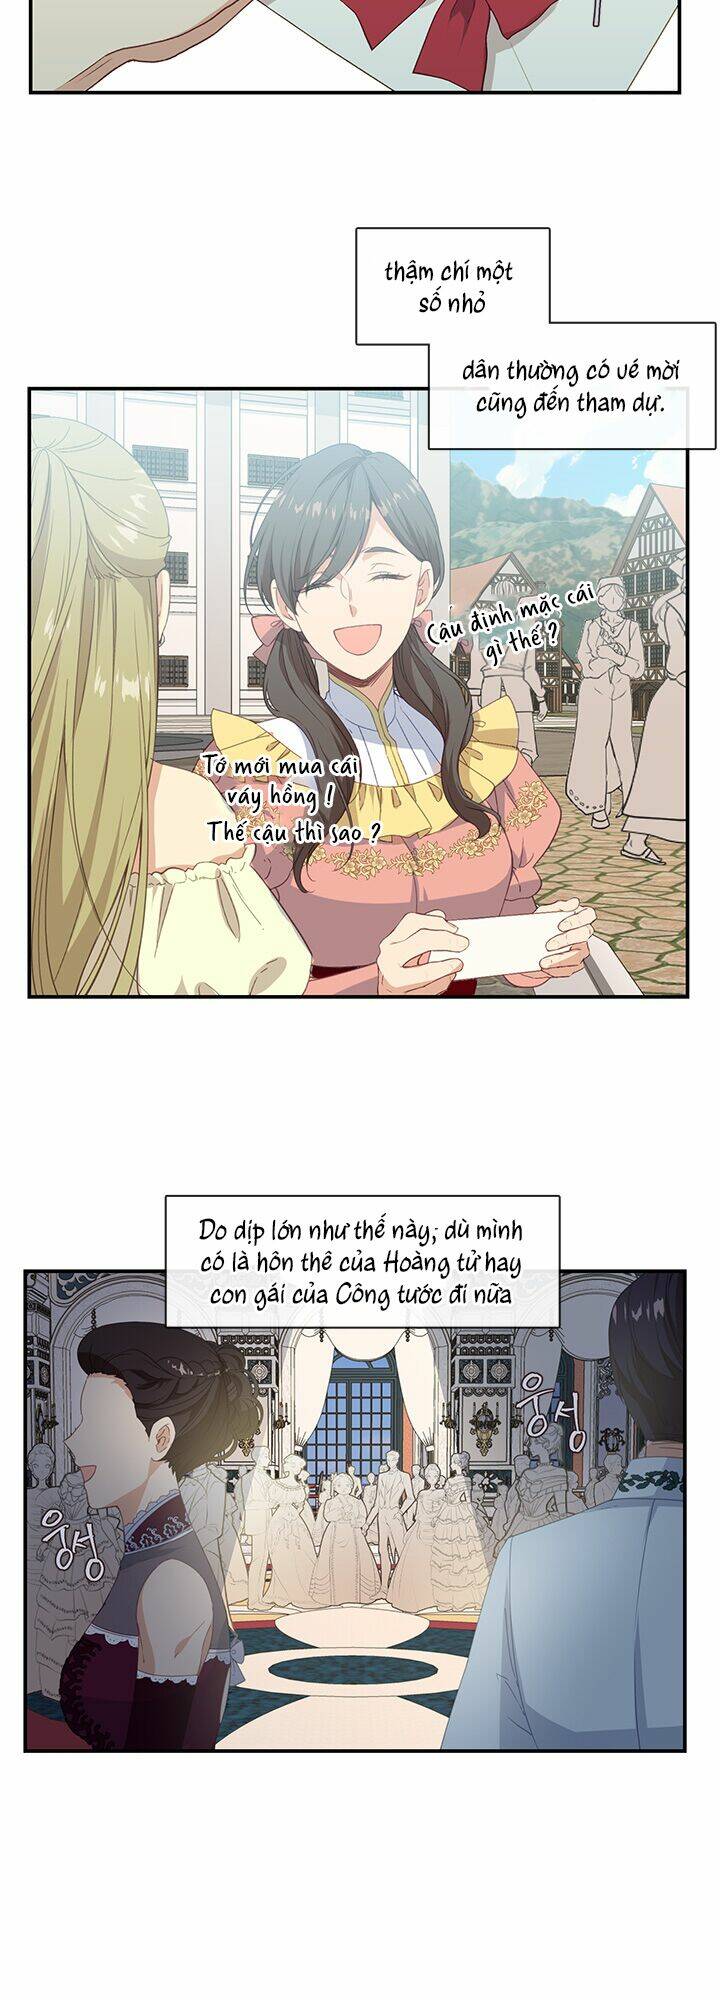 thậm chí một
số nhỏ
dân thường có vé mời
cũng đến tham dự.
Cậu định mặc cái
gì thế ?
Tớ mới mua cái
váy hồng !
Thế cậu thì sao ?
Do dịp lớn như thế này; dù mình
có là hôn thê của Hoàng tử hay
con gái của Công tước đi nữa
웅성
웅성